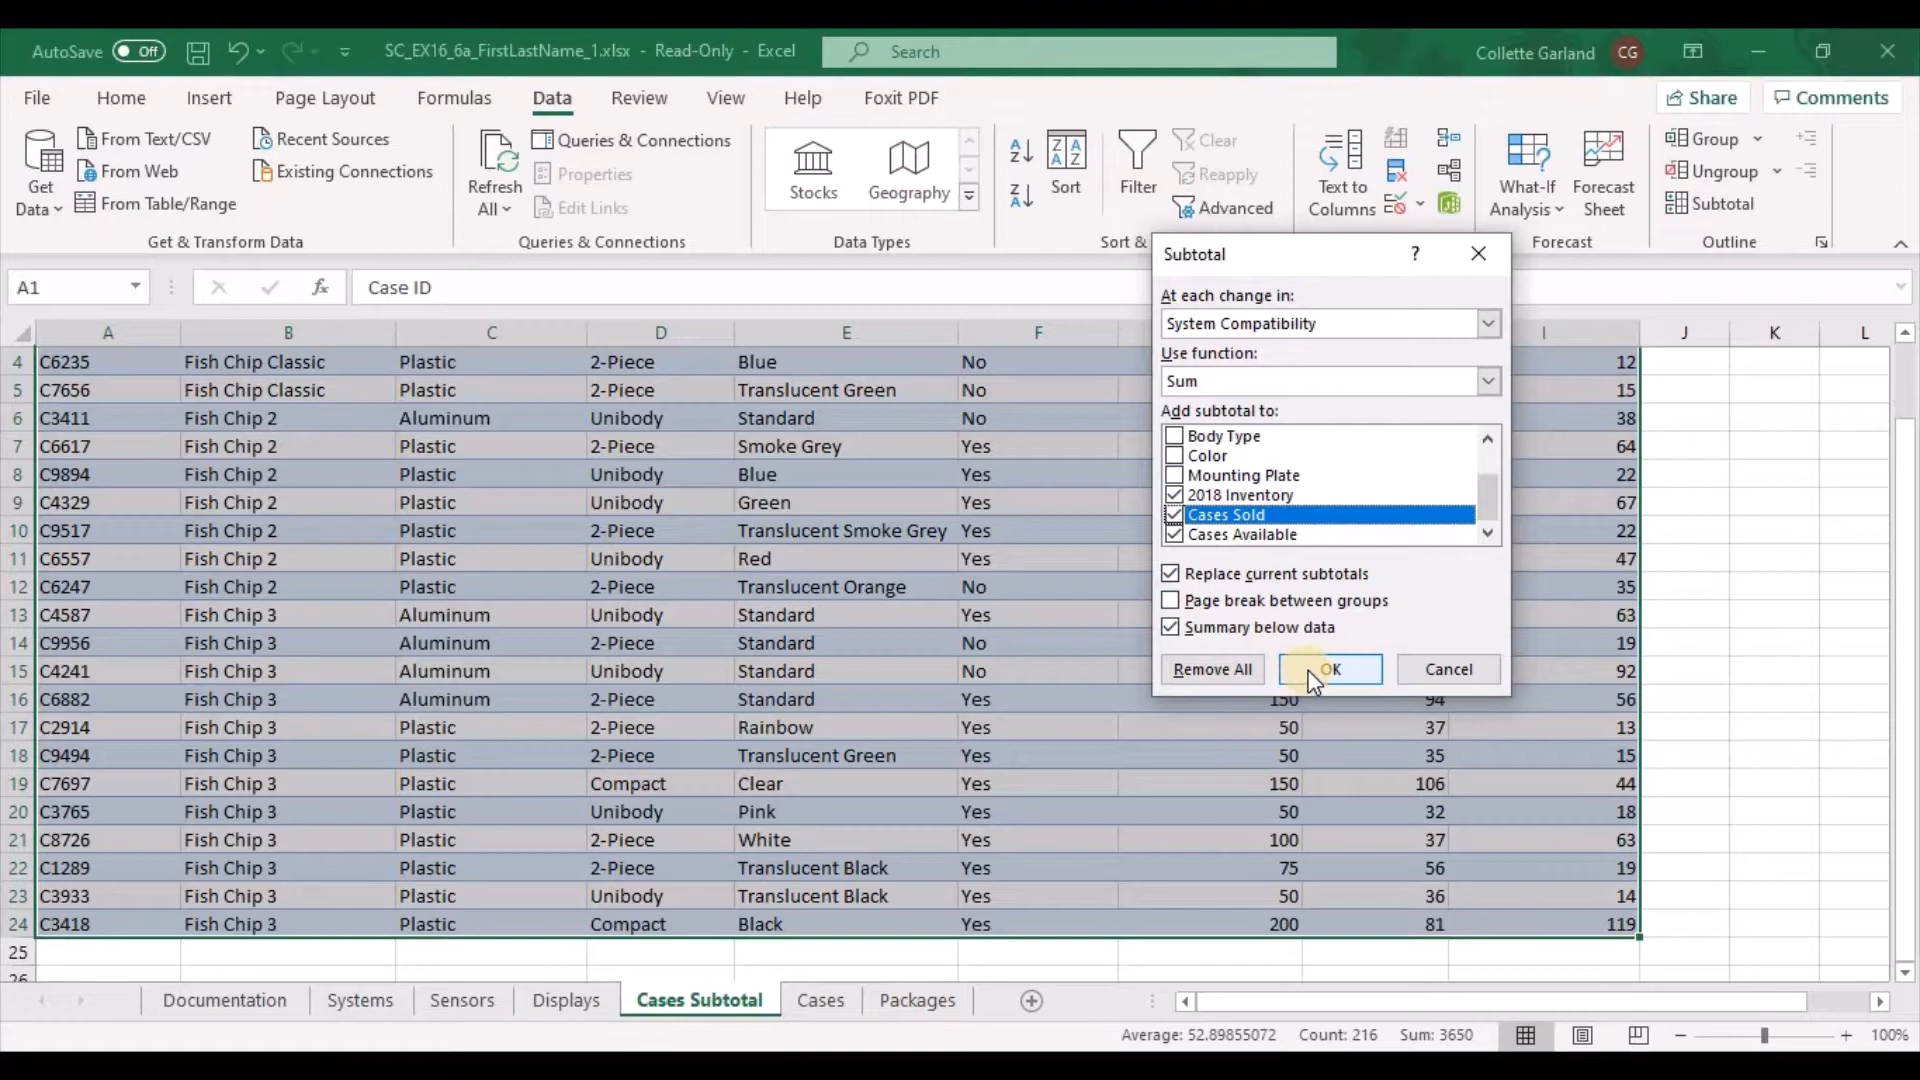 AutoSave Off SC_EX16_6a_FirstLastName_1.xlsx - Read-Only - Excel Search Collette Garland CG
File Home Insert Page Layout Formulas Data Review View Help Foxit PDF Share Comments
Get Data From Text/CSV From Web From Table/Range Recent Sources Existing Connections
Refresh All Queries & Connections Properties Edit Links
Stocks Geography
Sort Filter Clear Reapply Advanced
Text to Columns
What-If Analysis Forecast Sheet
Group Ungroup Subtotal
Get & Transform Data Queries & Connections Data Types Sort & Forecast Outline
A1 fx Case ID
A B C D E F I J K L
4 C6235 Fish Chip Classic Plastic 2-Piece Blue No 12
5 C7656 Fish Chip Classic Plastic 2-Piece Translucent Green No 15
6 C3411 Fish Chip 2 Aluminum Unibody Standard No 38
7 C6617 Fish Chip 2 Plastic 2-Piece Smoke Grey Yes 64
8 C9894 Fish Chip 2 Plastic Unibody Blue Yes 22
9 C4329 Fish Chip 2 Plastic Unibody Green Yes 67
10 C9517 Fish Chip 2 Plastic 2-Piece Translucent Smoke Grey Yes 22
11 C6557 Fish Chip 2 Plastic Unibody Red Yes 47
12 C6247 Fish Chip 2 Plastic 2-Piece Translucent Orange No 35
13 C4587 Fish Chip 3 Aluminum Unibody Standard Yes 63
14 C9956 Fish Chip 3 Aluminum 2-Piece Standard No 19
15 C4241 Fish Chip 3 Aluminum Unibody Standard No 92
16 C6882 Fish Chip 3 Aluminum 2-Piece Standard Yes 150 94 56
17 C2914 Fish Chip 3 Plastic 2-Piece Rainbow Yes 50 37 13
18 C9494 Fish Chip 3 Plastic 2-Piece Translucent Green Yes 50 35 15
19 C7697 Fish Chip 3 Plastic Compact Clear Yes 150 106 44
20 C3765 Fish Chip 3 Plastic Unibody Pink Yes 50 32 18
21 C8726 Fish Chip 3 Plastic 2-Piece White Yes 100 37 63
22 C1289 Fish Chip 3 Plastic 2-Piece Translucent Black Yes 75 56 19
23 C3933 Fish Chip 3 Plastic Unibody Translucent Black Yes 50 36 14
24 C3418 Fish Chip 3 Plastic Compact Black Yes 200 81 119
25
26
Subtotal ?
At each change in:
System Compatibility
Use function:
Sum
Add subtotal to:
Body Type
Color
Mounting Plate
2018 Inventory
Cases Sold
Cases Available
Replace current subtotals
Page break between groups
Summary below data
Remove All OK Cancel
Documentation Systems Sensors Displays Cases Subtotal Cases Packages
Average: 52.89855072 Count: 216 Sum: 3650 100%